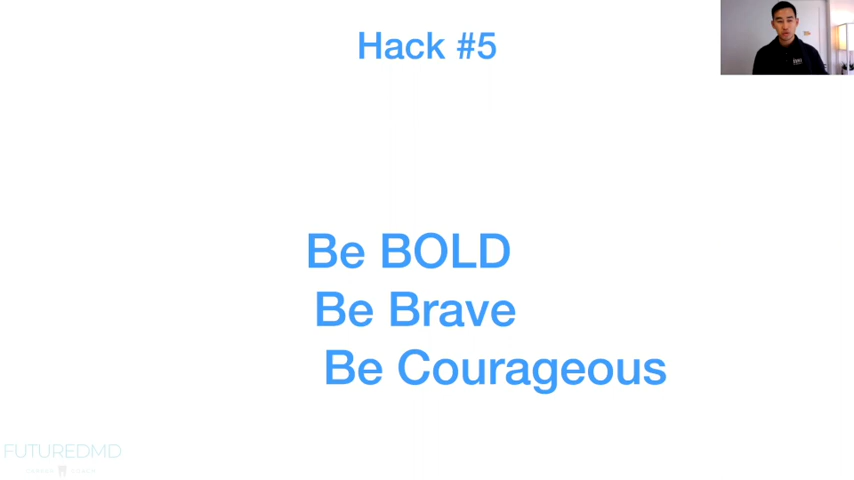 Hack #5
Be BOLD
Be Brave
Be Courageous
FUTUREDMD